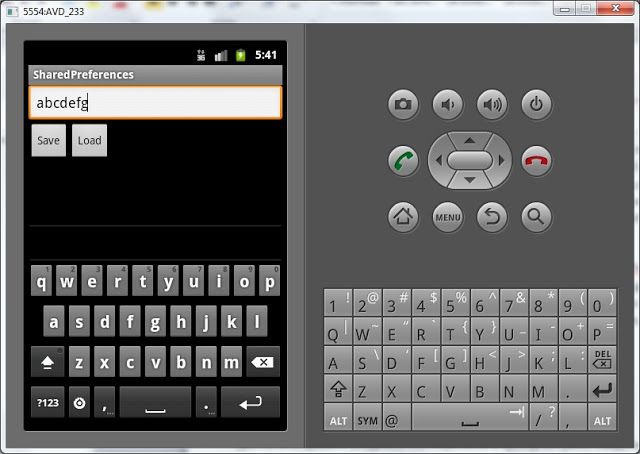 5554:AVD_233
3G 5:41
SharedPreferences
abcdefg
Save Load
MENU
1 2 3 4 5 6 7 8 9 0
q w e r t y u i o p
a s d f g h j k l
z x c v b n m
?123 , ... . ...
1 ! 2 @ 3 # 4 $ 5 % 6 ^ 7 & 8 * 9 ( 0 )
Q | W ~ E " R ` T { Y } U _ I - O + P =
A S \ D ' F [ G ] H < J > K ; L : DEL
Z X C V B N M .
ALT SYM @ / ? , ALT